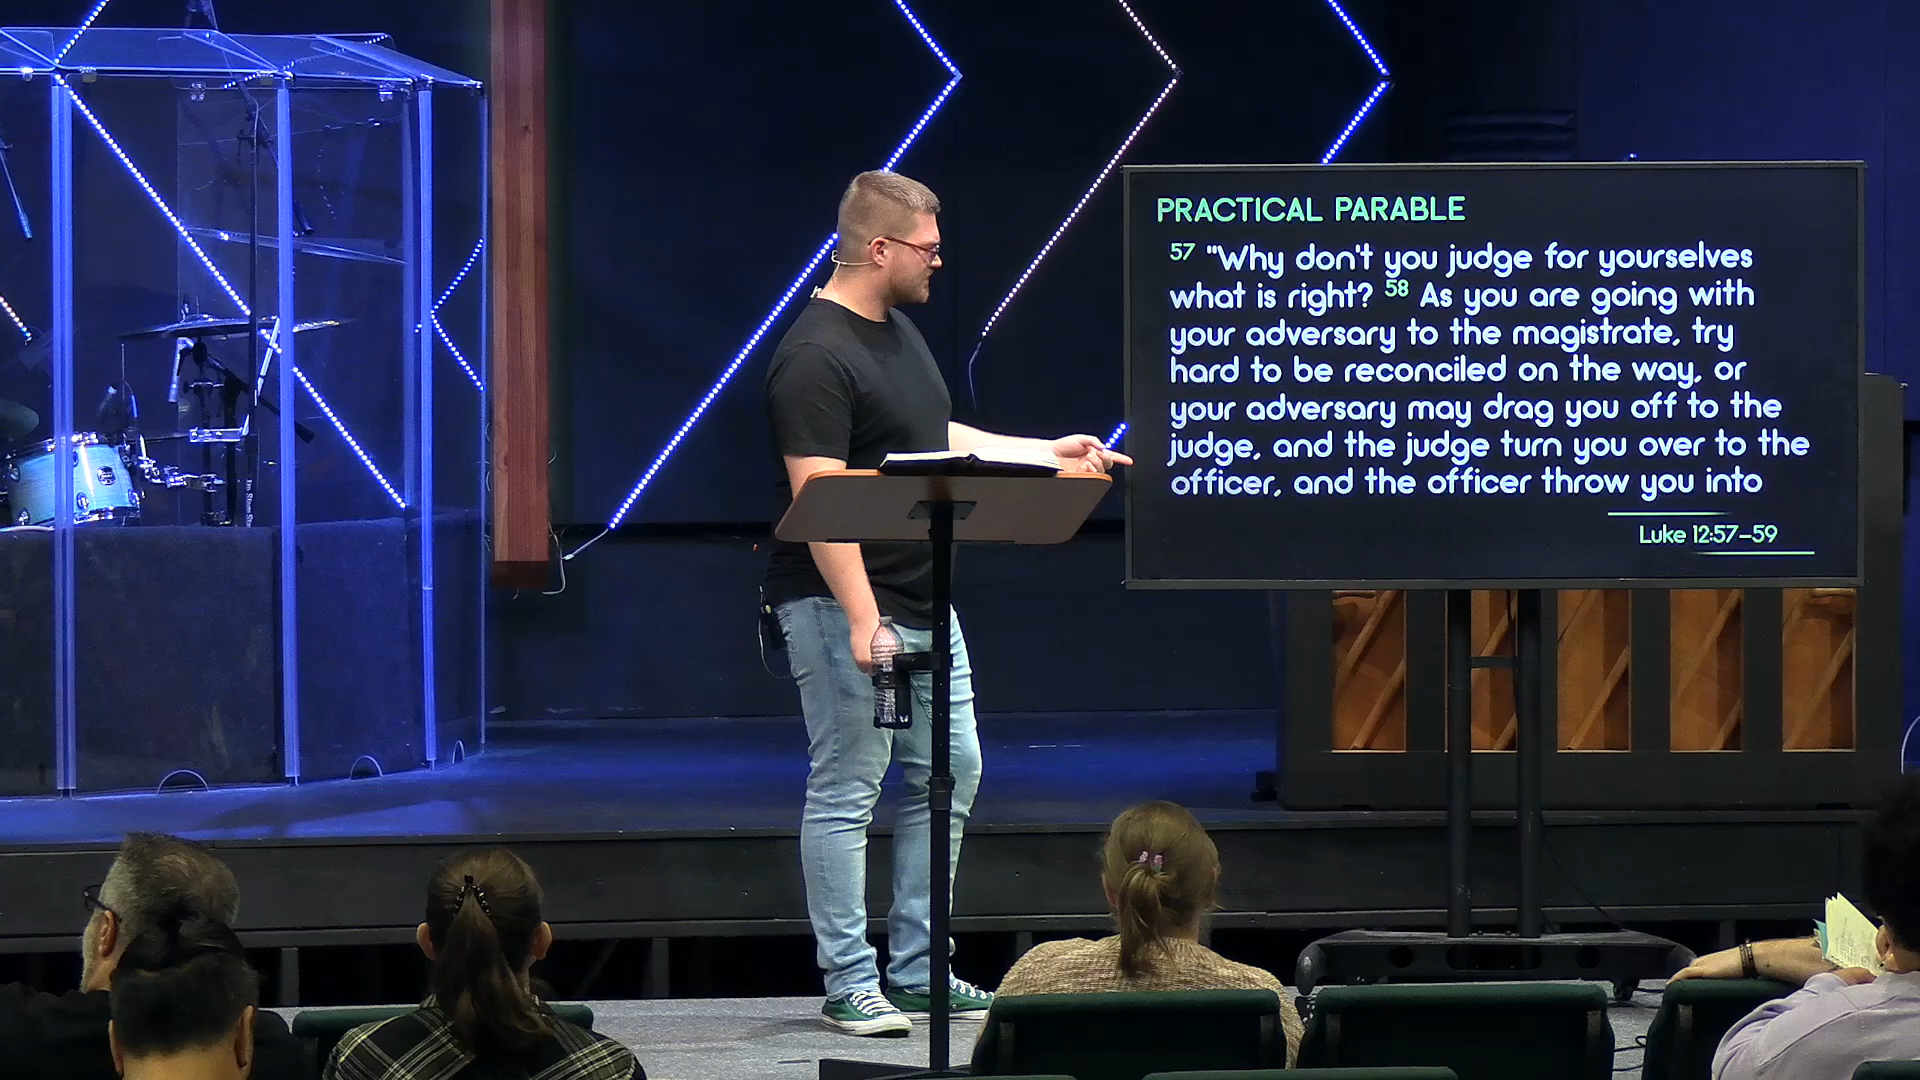 PRACTICAL PARABLE
57 "Why don't you judge for yourselves
what is right? 58 As you are going with
your adversary to the magistrate, try
hard to be reconciled on the way, or
your adversary may drag you off to the
judge, and the judge turn you over to the
officer, and the officer throw you into
Luke 12:57–59